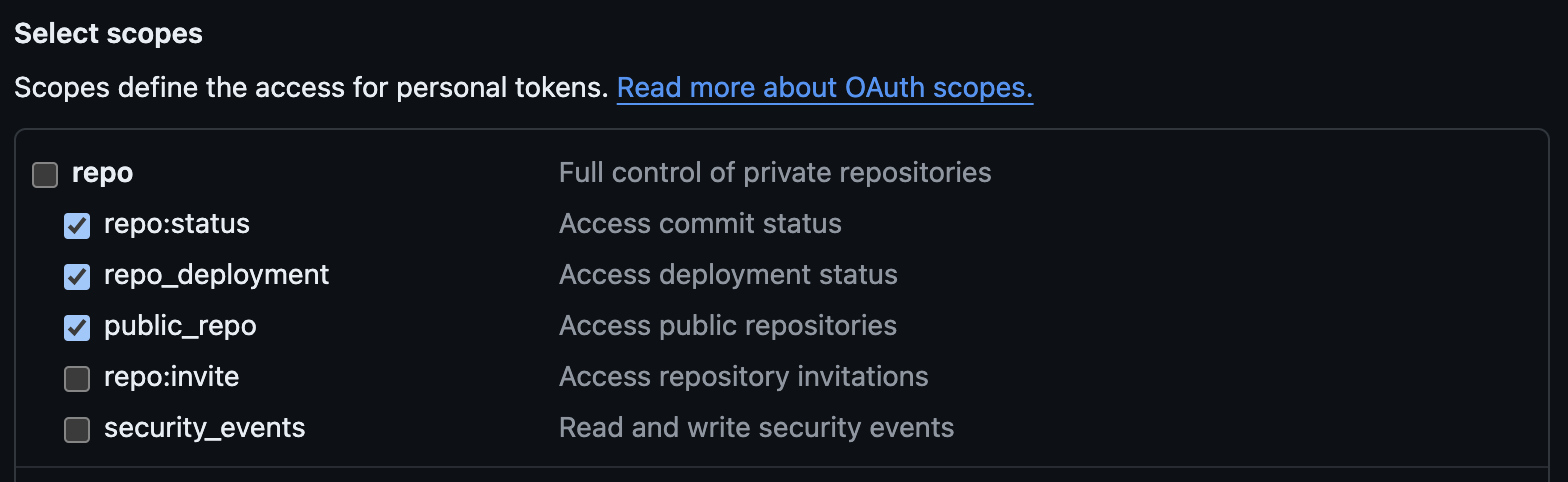 Select scopes
Scopes define the access for personal tokens. Read more about OAuth scopes.
repo Full control of private repositories
repo:status Access commit status
repo_deployment Access deployment status
public_repo Access public repositories
repo:invite Access repository invitations
security_events Read and write security events